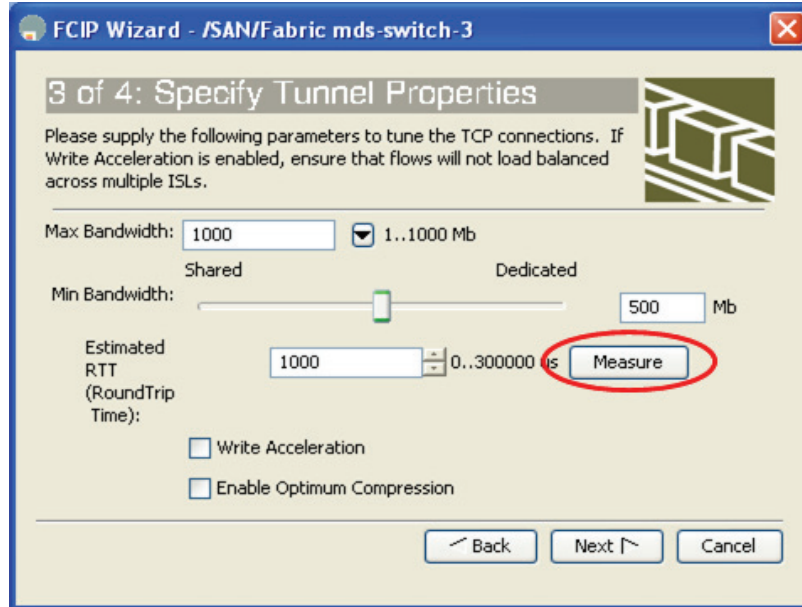 FCIP Wizard - /SAN/Fabric mds-switch-3
3 of 4: Specify Tunnel Properties
Please supply the following parameters to tune the TCP connections. If
Write Acceleration is enabled, ensure that flows will not load balanced
across multiple ISLs.
Max Bandwidth: 1000 1..1000 Mb
Shared Dedicated
Min Bandwidth: 500 Mb
Estimated
RTT
(RoundTrip
Time):
1000 0..300000 us Measure
Write Acceleration
Enable Optimum Compression
Back Next Cancel